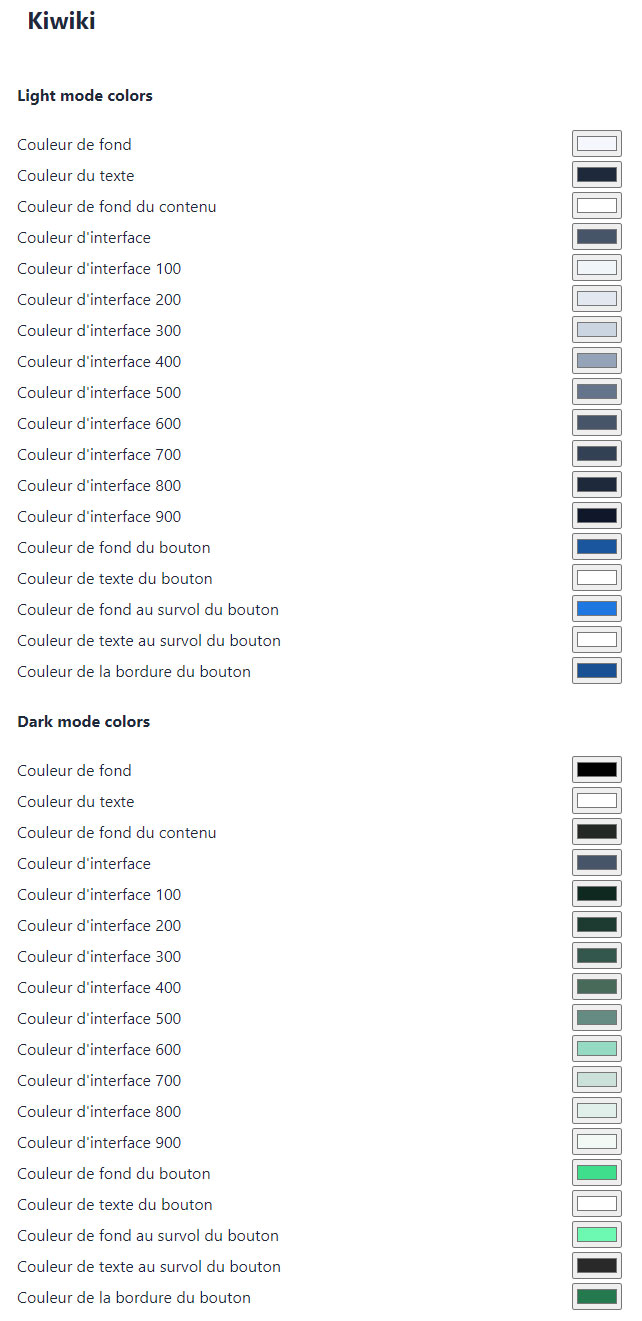 Kiwiki
Light mode colors
Couleur de fond
Couleur du texte
Couleur de fond du contenu
Couleur d'interface
Couleur d'interface 100
Couleur d'interface 200
Couleur d'interface 300
Couleur d'interface 400
Couleur d'interface 500
Couleur d'interface 600
Couleur d'interface 700
Couleur d'interface 800
Couleur d'interface 900
Couleur de fond du bouton
Couleur de texte du bouton
Couleur de fond au survol du bouton
Couleur de texte au survol du bouton
Couleur de la bordure du bouton
Dark mode colors
Couleur de fond
Couleur du texte
Couleur de fond du contenu
Couleur d'interface
Couleur d'interface 100
Couleur d'interface 200
Couleur d'interface 300
Couleur d'interface 400
Couleur d'interface 500
Couleur d'interface 600
Couleur d'interface 700
Couleur d'interface 800
Couleur d'interface 900
Couleur de fond du bouton
Couleur de texte du bouton
Couleur de fond au survol du bouton
Couleur de texte au survol du bouton
Couleur de la bordure du bouton